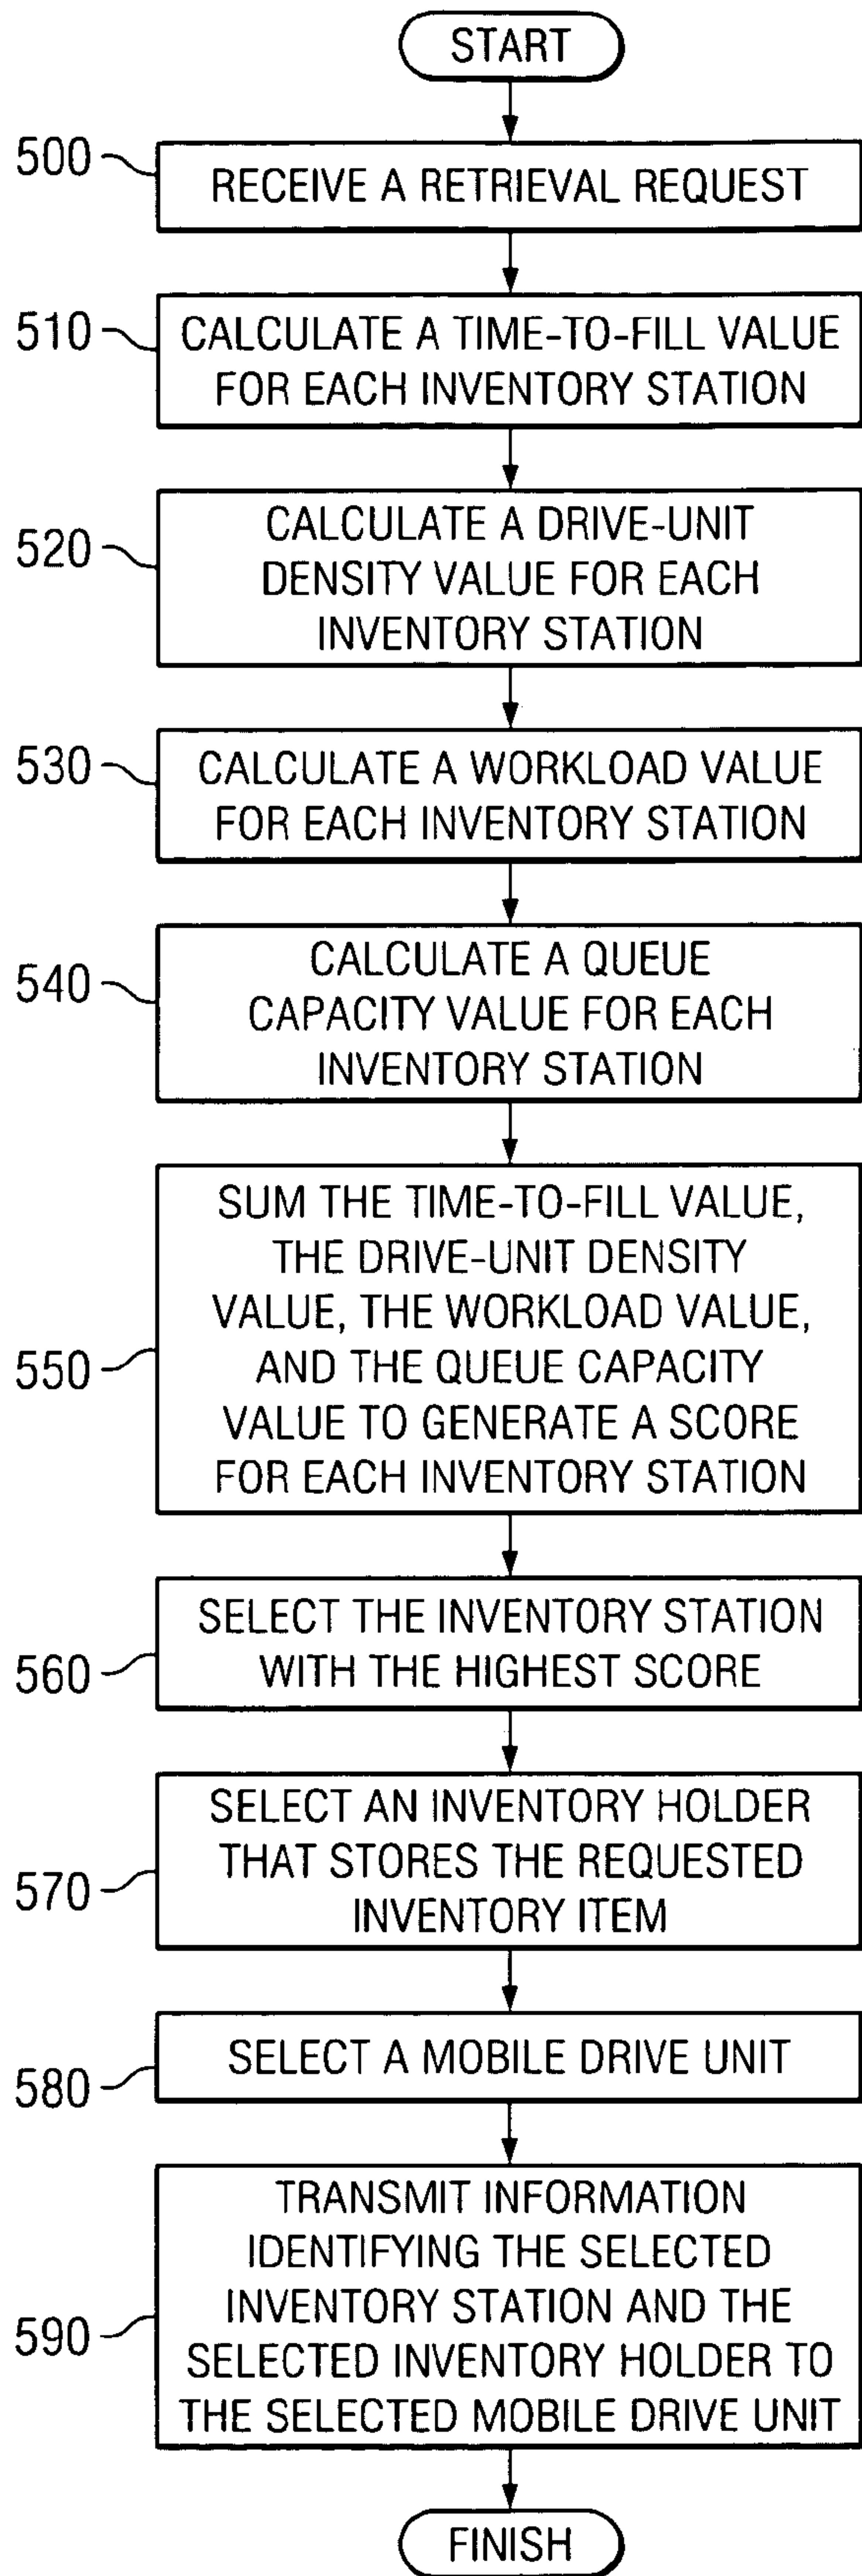 START
500
RECEIVE A RETRIEVAL REQUEST
510
CALCULATE A TIME-TO-FILL VALUE
FOR EACH INVENTORY STATION
520
CALCULATE A DRIVE-UNIT
DENSITY VALUE FOR EACH
INVENTORY STATION
530
CALCULATE A WORKLOAD VALUE
FOR EACH INVENTORY STATION
540
CALCULATE A QUEUE
CAPACITY VALUE FOR EACH
INVENTORY STATION
550
SUM THE TIME-TO-FILL VALUE,
THE DRIVE-UNIT DENSITY
VALUE, THE WORKLOAD VALUE,
AND THE QUEUE CAPACITY
VALUE TO GENERATE A SCORE
FOR EACH INVENTORY STATION
560
SELECT THE INVENTORY STATION
WITH THE HIGHEST SCORE
570
SELECT AN INVENTORY HOLDER
THAT STORES THE REQUESTED
INVENTORY ITEM
580
SELECT A MOBILE DRIVE UNIT
590
TRANSMIT INFORMATION
IDENTIFYING THE SELECTED
INVENTORY STATION AND THE
SELECTED INVENTORY HOLDER TO
THE SELECTED MOBILE DRIVE UNIT
FINISH